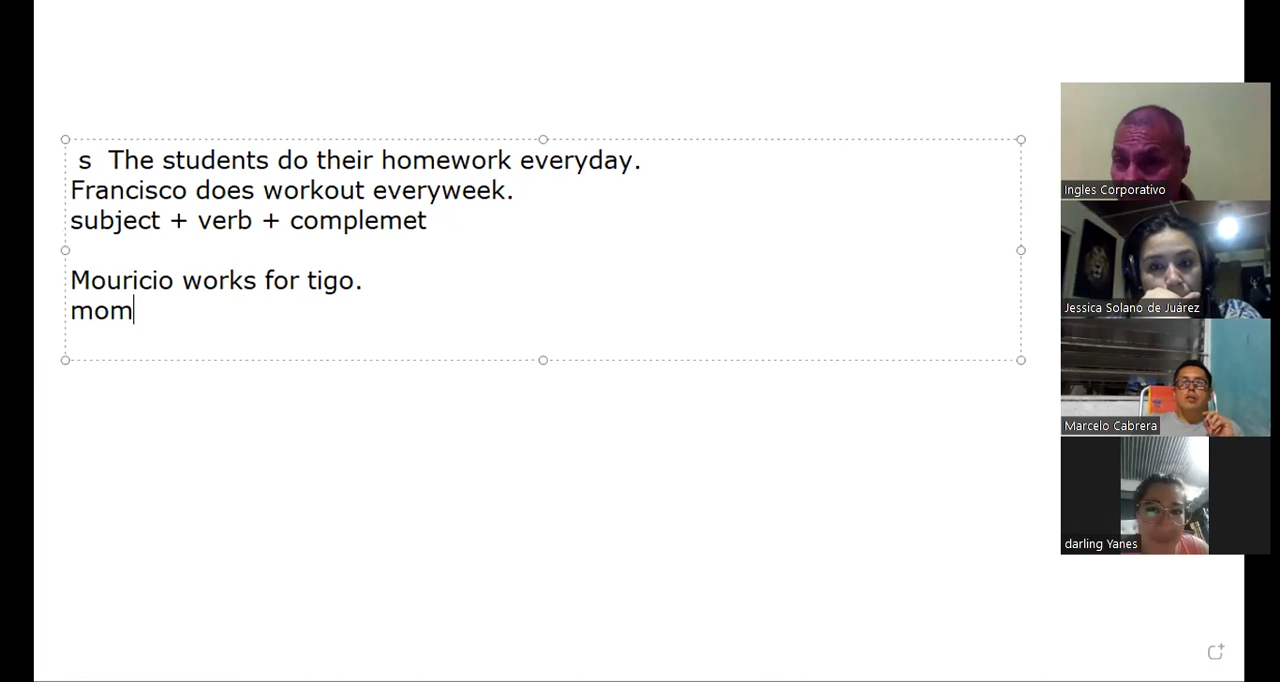 s The students do their homework everyday.
Francisco does workout everyweek.
subject + verb + complemet
Mouricio works for tigo.
mom
Ingles Corporativo
Jessica Solano de Juárez
Marcelo Cabrera
darling Yanes